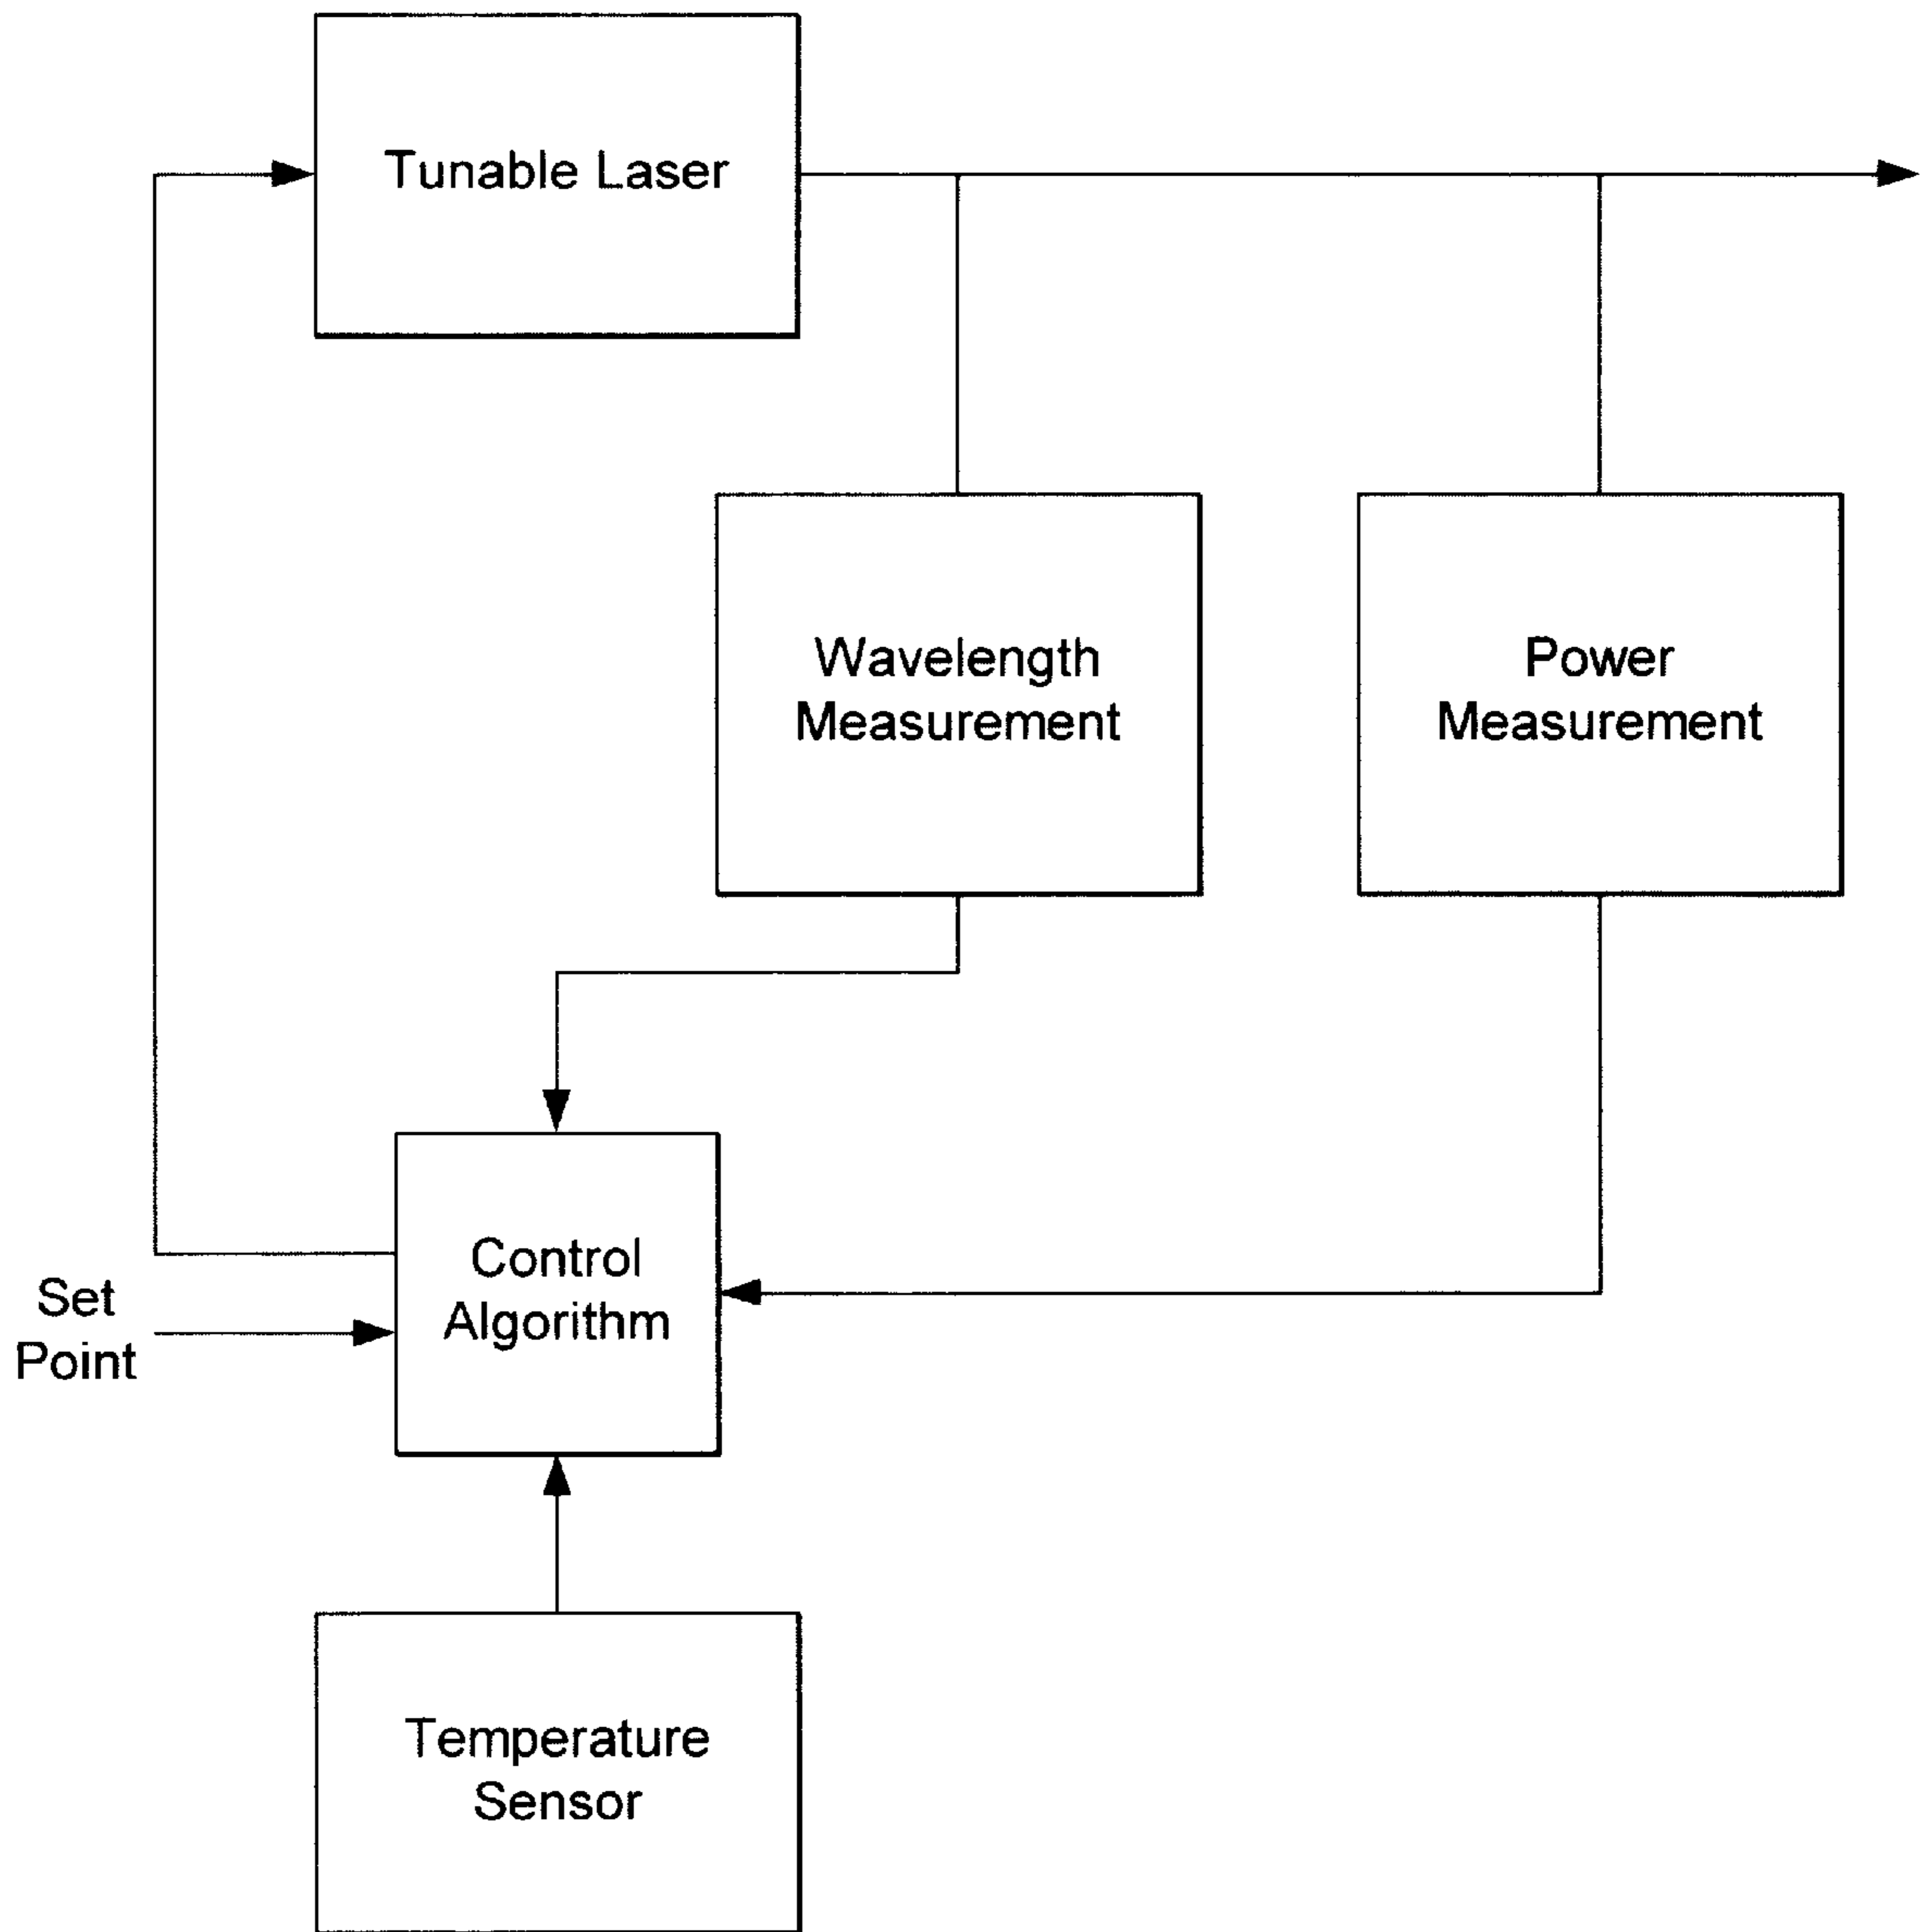 Tunable Laser
Wavelength
Measurement
Power
Measurement
Control
Algorithm
Set
Point
Temperature
Sensor